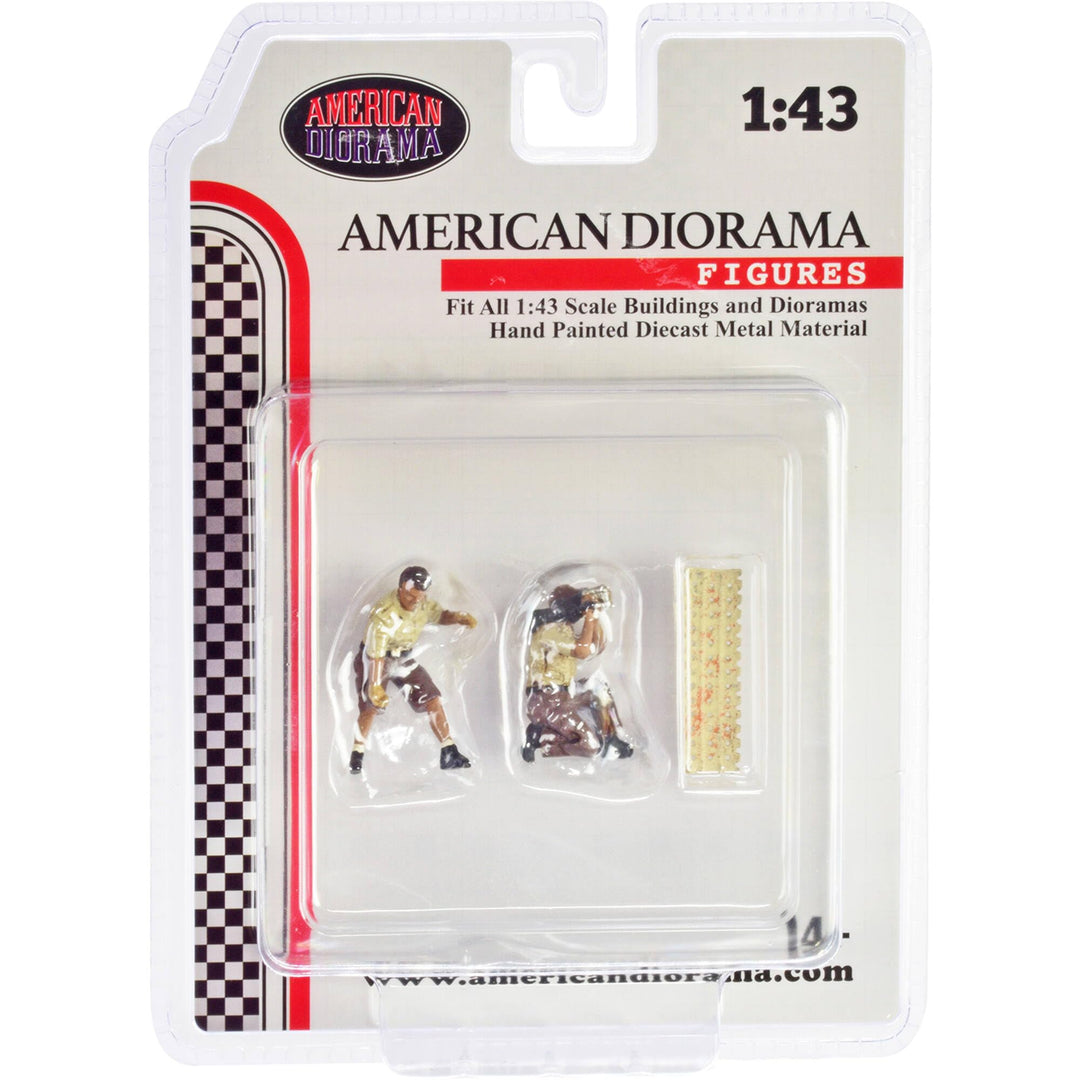 AMERICAN
DIORAMA
1:43
AMERICAN DIORAMA
FIGURES
Fit All 1:43 Scale Buildings and Dioramas
Hand Painted Diecast Metal Material
14+
www.americandiorama.com